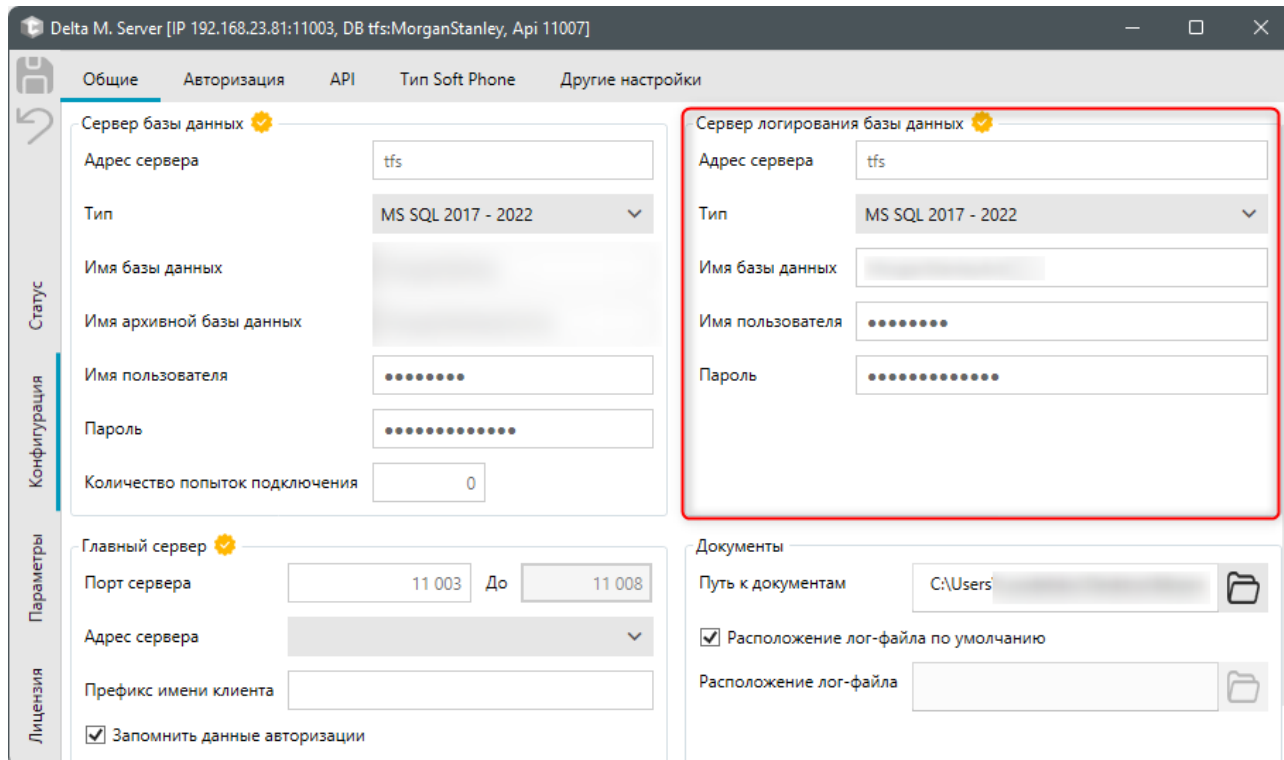 Delta M. Server [IP 192.168.23.81:11003, DB tfs:MorganStanley, Api 11007]
Общие Авторизация API Тип Soft Phone Другие настройки
Статус
Конфигурация
Параметры
Лицензия
Сервер базы данных
Адрес сервера tfs
Тип MS SQL 2017 - 2022
Имя базы данных
Имя архивной базы данных
Имя пользователя ●●●●●●●●
Пароль ●●●●●●●●●●●●●
Количество попыток подключения 0
Сервер логирования базы данных
Адрес сервера tfs
Тип MS SQL 2017 - 2022
Имя базы данных
Имя пользователя ●●●●●●●●
Пароль ●●●●●●●●●●●●●
Главный сервер
Порт сервера 11 003 До 11 008
Адрес сервера
Префикс имени клиента
Запомнить данные авторизации
Документы
Путь к документам C:\Users\
Расположение лог-файла по умолчанию
Расположение лог-файла